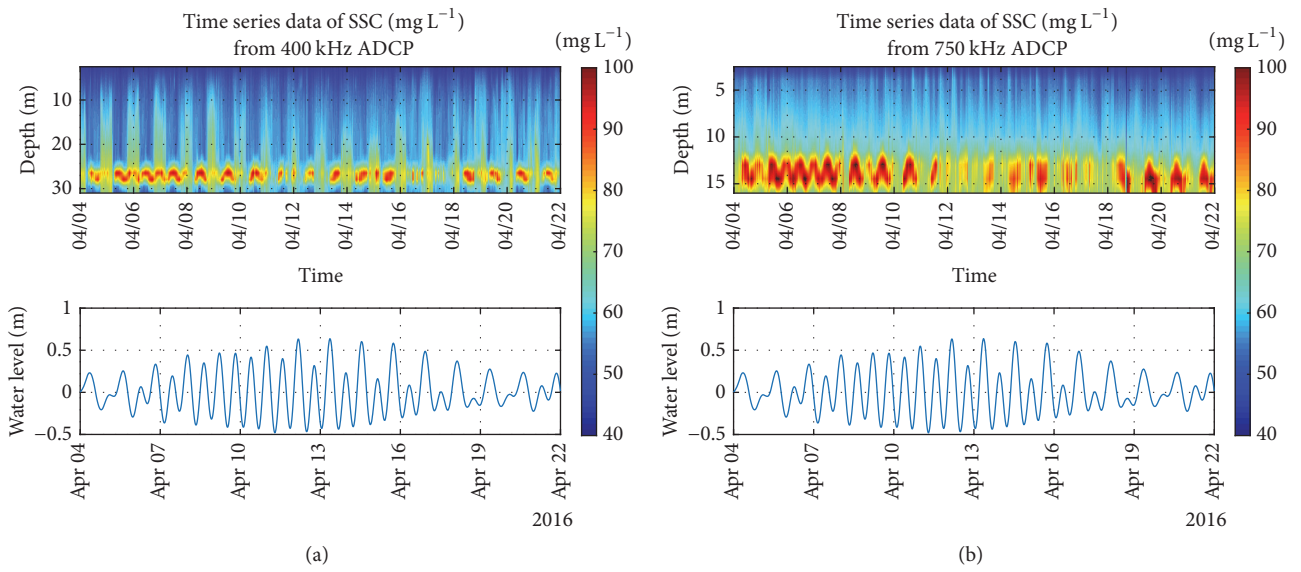 Time series data of SSC (mg L⁻¹)
from 400 kHz ADCP
(mg L⁻¹)
Depth (m)
10
20
30
04/04
04/06
04/08
04/10
04/12
04/14
04/16
04/18
04/20
04/22
Time
100
90
80
70
60
50
40
Water level (m)
1
0.5
0
−0.5
Apr 04
Apr 07
Apr 10
Apr 13
Apr 16
Apr 19
Apr 22
2016
(a)
Time series data of SSC (mg L⁻¹)
from 750 kHz ADCP
(mg L⁻¹)
Depth (m)
5
10
15
04/04
04/06
04/08
04/10
04/12
04/14
04/16
04/18
04/20
04/22
Time
100
90
80
70
60
50
40
Water level (m)
1
0.5
0
−0.5
Apr 04
Apr 07
Apr 10
Apr 13
Apr 16
Apr 19
Apr 22
2016
(b)